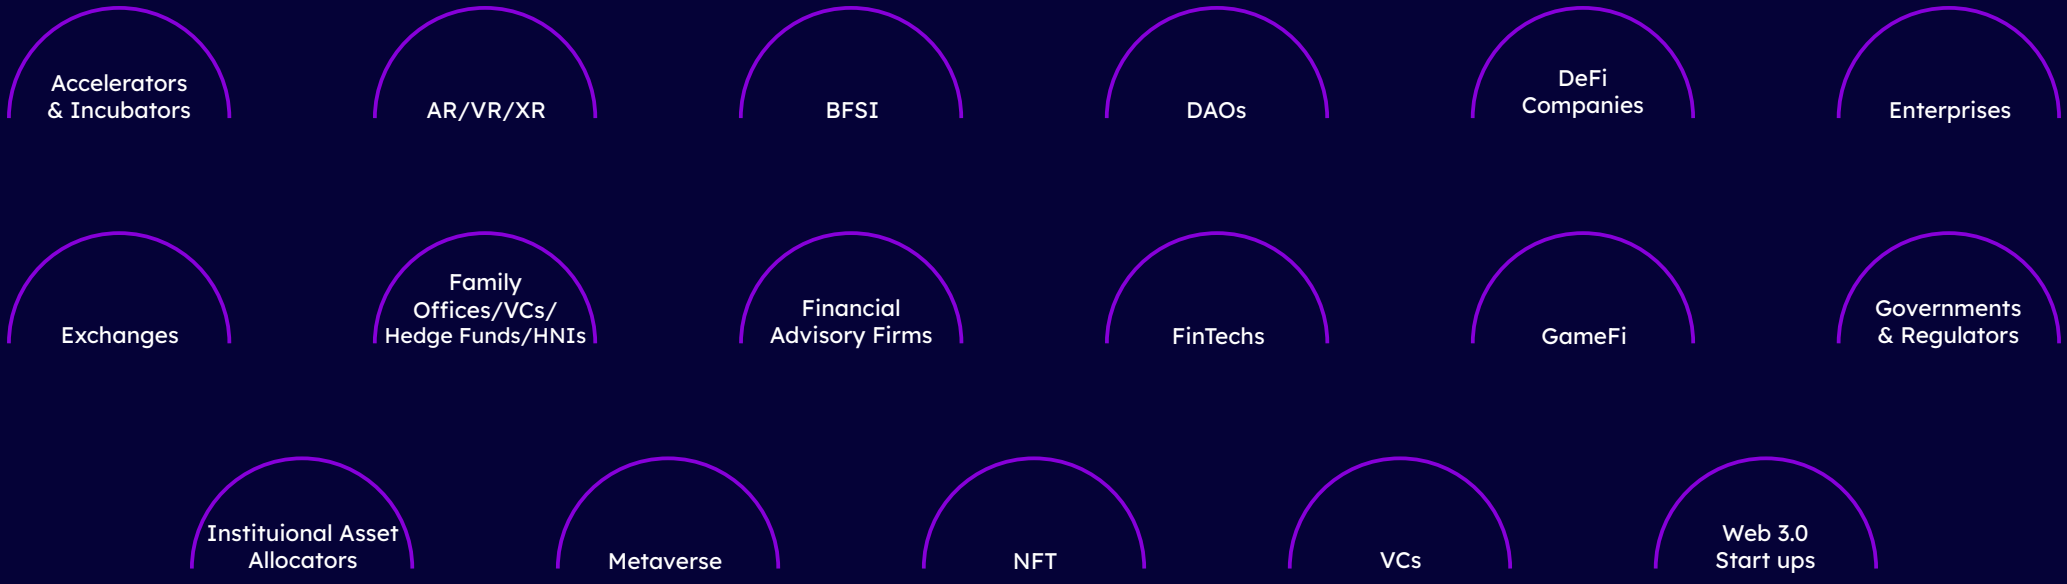 Accelerators
& Incubators
AR/VR/XR
BFSI
DAOs
DeFi
Companies
Enterprises
Exchanges
Family
Offices/VCs/
Hedge Funds/HNIs
Financial
Advisory Firms
FinTechs
GameFi
Governments
& Regulators
Instituional Asset
Allocators
Metaverse
NFT
VCs
Web 3.0
Start ups